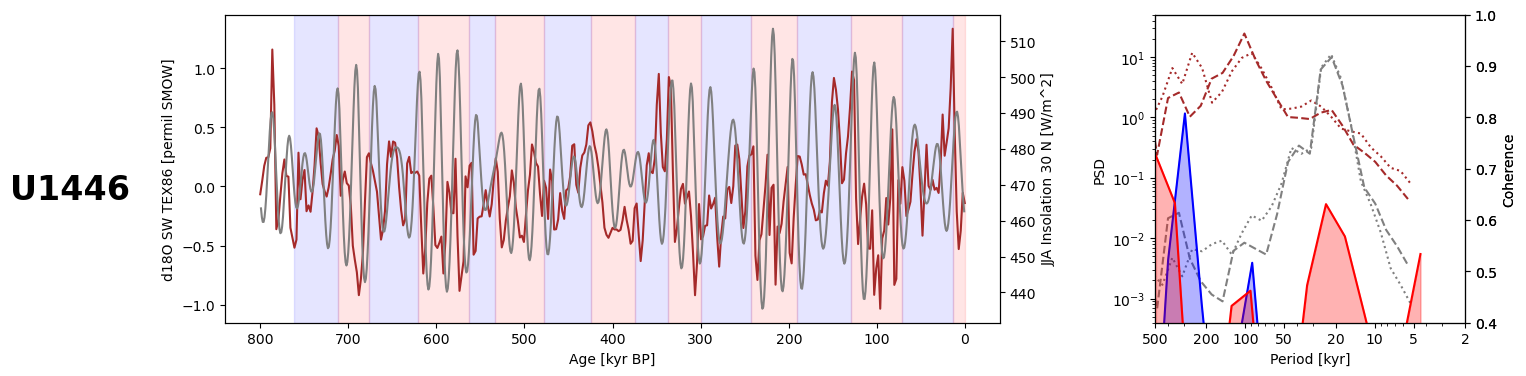 U1446
d18O SW TEX86 [permil SMOW]
1.0
0.5
0.0
−0.5
−1.0
800 700 600 500 400 300 200 100 0
Age [kyr BP]
510
500
490
480
470
460
450
440
JJA Insolation 30 N [W/m^2]
PSD
10^1
10^0
10^−1
10^−2
10^−3
500 200 100 50 20 10 5 2
Period [kyr]
1.0
0.9
0.8
0.7
0.6
0.5
0.4
Coherence